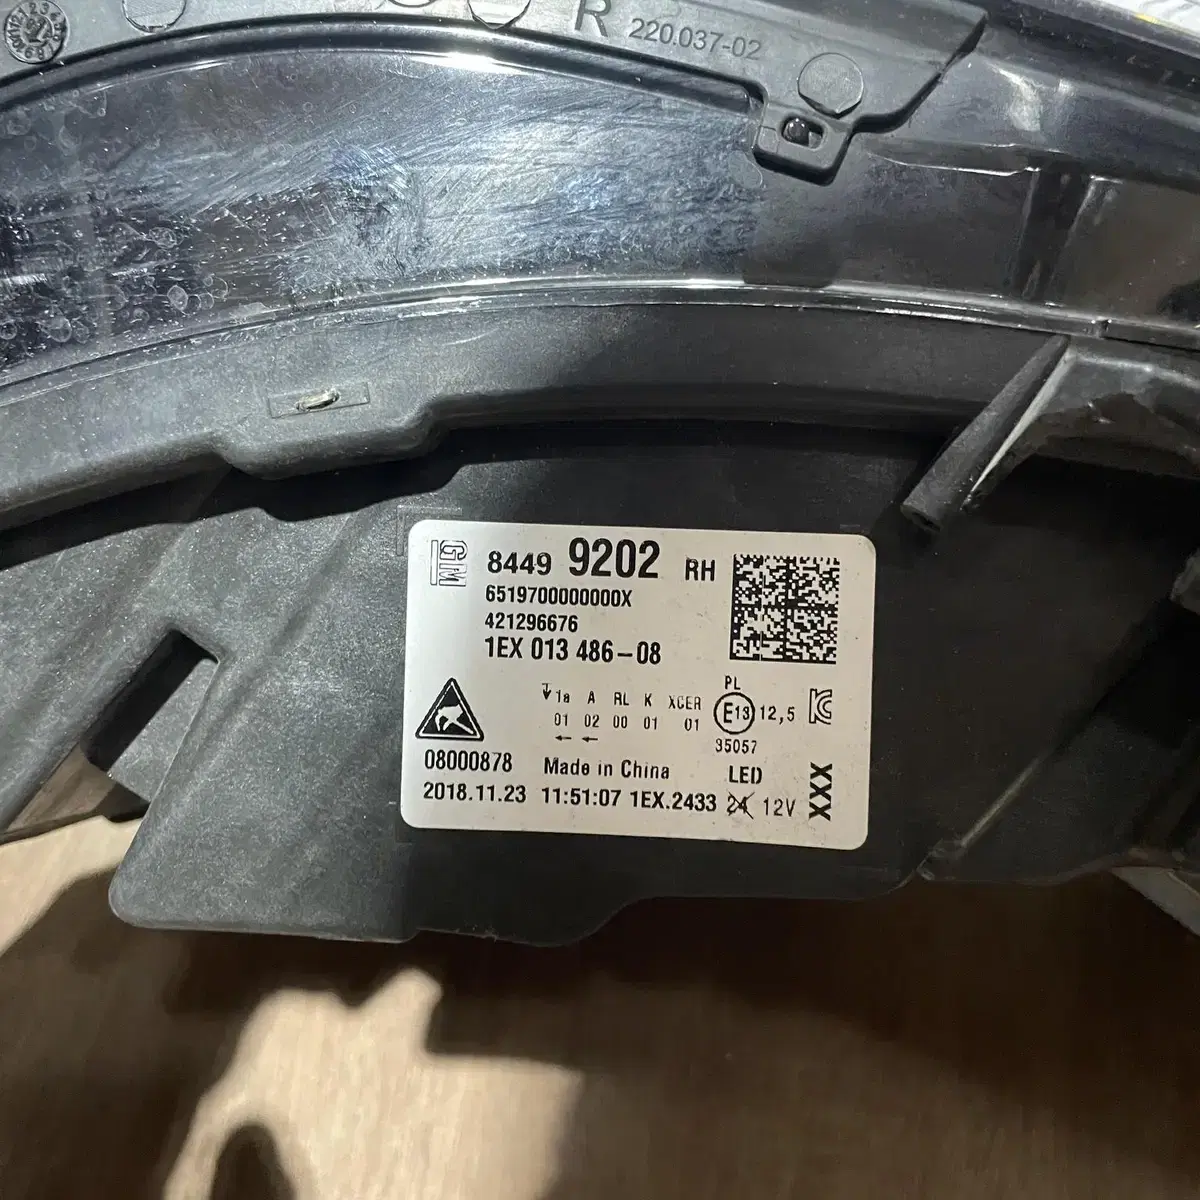 R 220.037-02
GM 8449 9202 RH
6519700000000X
421296676
1EX 013 486-08
1a A RL K XCER PL
01 02 00 01 01 E13 12,5
35057
08000878 Made in China LED
2018.11.23 11:51:07 1EX.2433 24 12V XXX